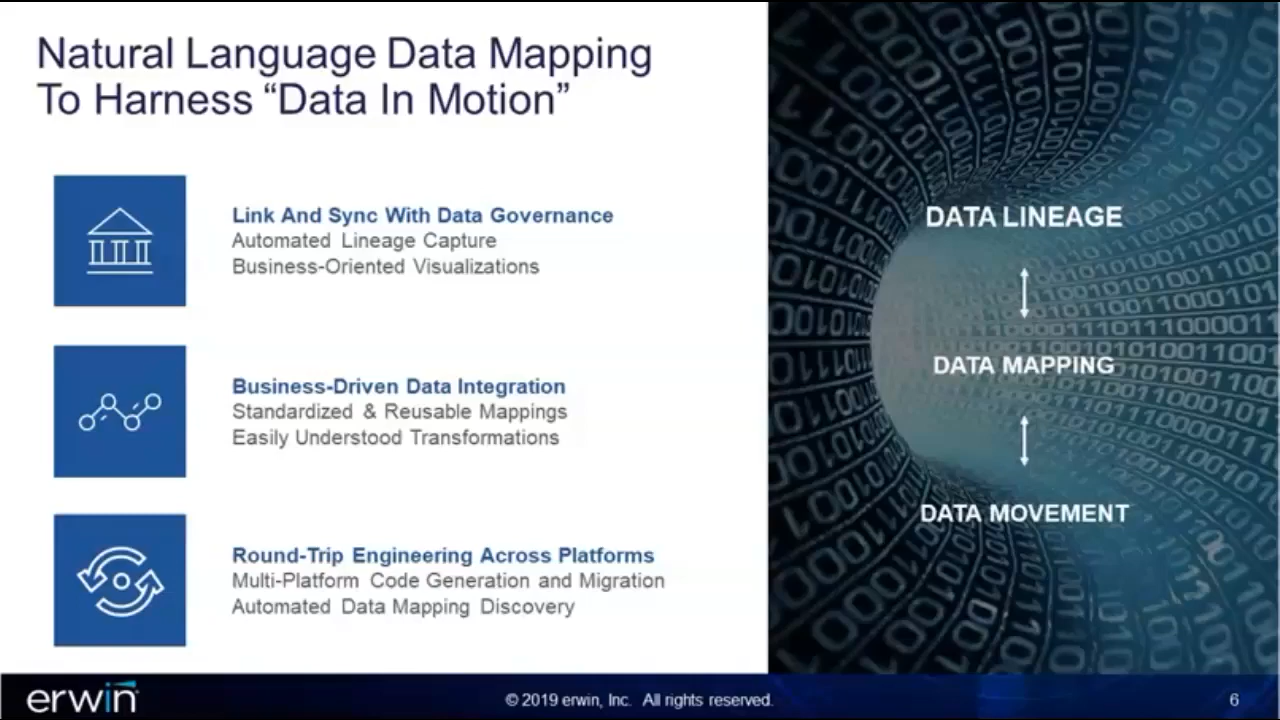 Natural Language Data Mapping
To Harness “Data In Motion”
Link And Sync With Data Governance
Automated Lineage Capture
Business-Oriented Visualizations
Business-Driven Data Integration
Standardized & Reusable Mappings
Easily Understood Transformations
Round-Trip Engineering Across Platforms
Multi-Platform Code Generation and Migration
Automated Data Mapping Discovery
DATA LINEAGE
DATA MAPPING
DATA MOVEMENT
erwin
© 2019 erwin, Inc. All rights reserved.
6